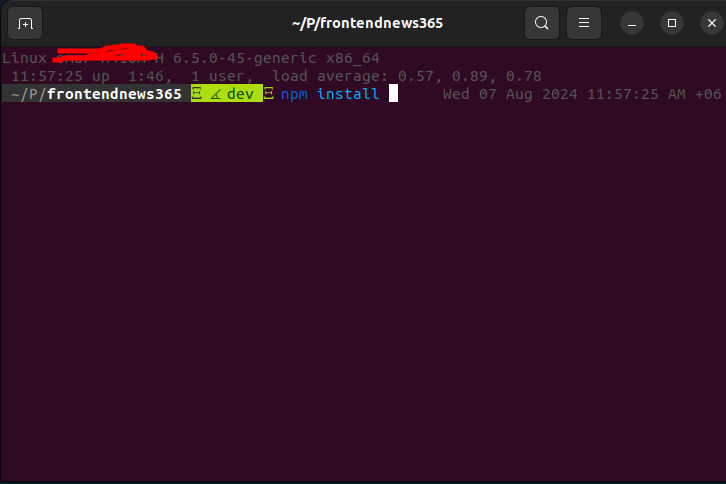 ~/P/frontendnews365
Linux 6.5.0-45-generic x86_64
11:57:25 up 1:46, 1 user, load average: 0.57, 0.89, 0.78
~/P/frontendnews365 Ξ ∡ dev Ξ npm install Wed 07 Aug 2024 11:57:25 AM +06